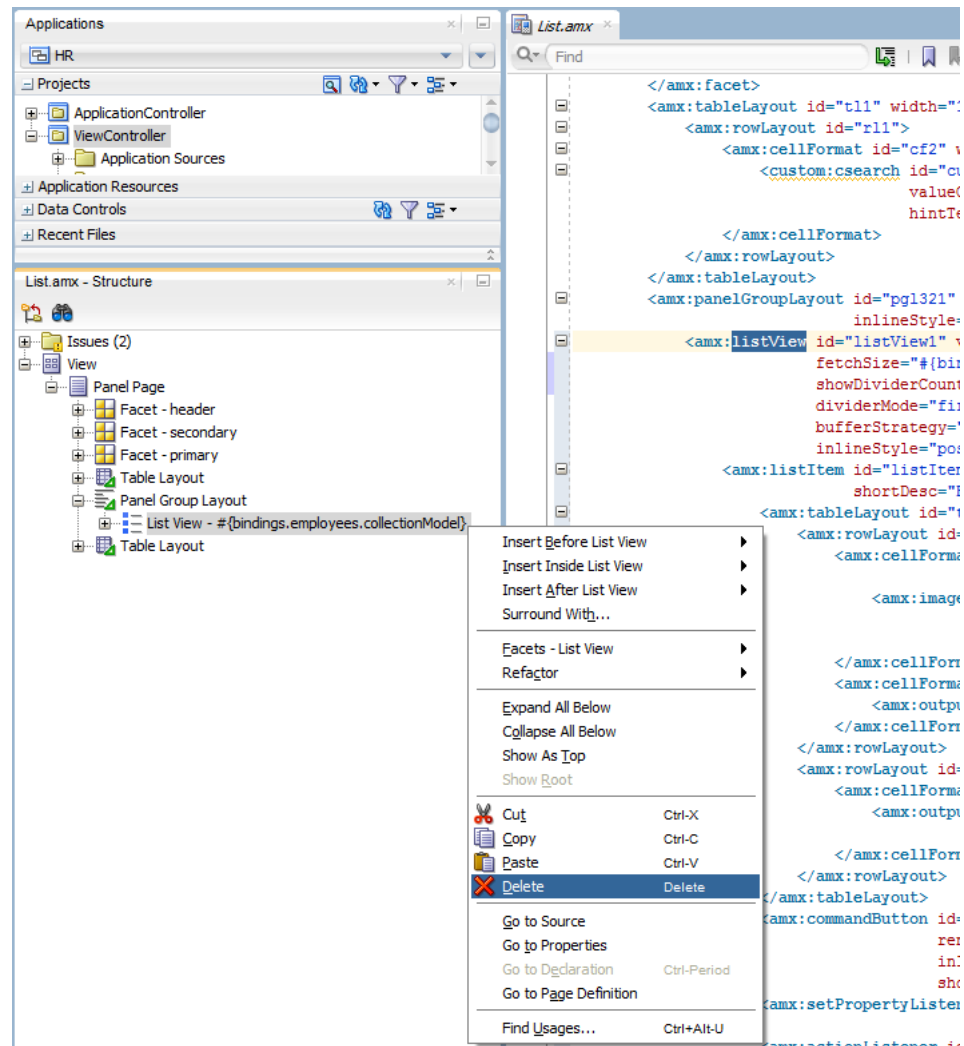 Applications
HR
Projects
ApplicationController
ViewController
Application Sources
Application Resources
Data Controls
Recent Files
List.amx - Structure
Issues (2)
View
Panel Page
Facet - header
Facet - secondary
Facet - primary
Table Layout
Panel Group Layout
List View - #{bindings.employees.collectionModel}
Table Layout
Insert Before List View
Insert Inside List View
Insert After List View
Surround With...
Facets - List View
Refactor
Expand All Below
Collapse All Below
Show As Top
Show Root
Cut Ctrl-X
Copy Ctrl-C
Paste Ctrl-V
Delete Delete
Go to Source
Go to Properties
Go to Declaration Ctrl-Period
Go to Page Definition
Find Usages... Ctrl+Alt-U
List.amx
Find
</amx:facet>
<amx:tableLayout id="tl1" width="1
<amx:rowLayout id="rl1">
<amx:cellFormat id="cf2" w
<custom:csearch id="cu
value
hintTe
</amx:cellFormat>
</amx:rowLayout>
</amx:tableLayout>
<amx:panelGroupLayout id="pgl321"
inlineStyle=
<amx:listView id="listView1" v
fetchSize="#{bin
showDividerCount
dividerMode="fir
bufferStrategy="
inlineStyle="pos
<amx:listItem id="listIter
shortDesc="E
<amx:tableLayout id="t
<amx:rowLayout id=
<amx:cellForma
<amx:image
</amx:cellForm
<amx:cellForma
<amx:outpu
</amx:cellForm
</amx:rowLayout>
<amx:rowLayout id=
<amx:cellForma
<amx:outpu
</amx:cellForm
</amx:rowLayout>
</amx:tableLayout>
<amx:commandButton id=
rer
inl
sho
<amx:setPropertyListen